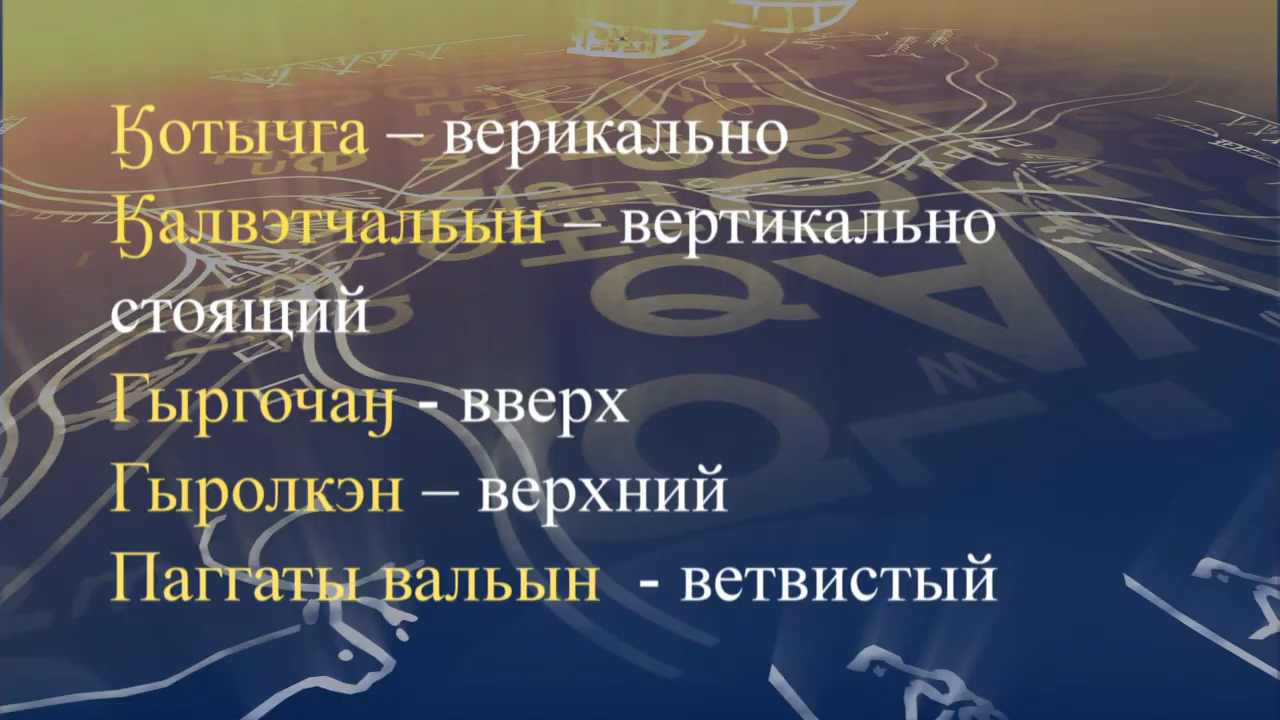 Ӄотычга – верикально
Ӄалвэтчальын – вертикально
стоящий
Гыргочаӈ - вверх
Гыролкэн – верхний
Паггаты вальын - ветвистый